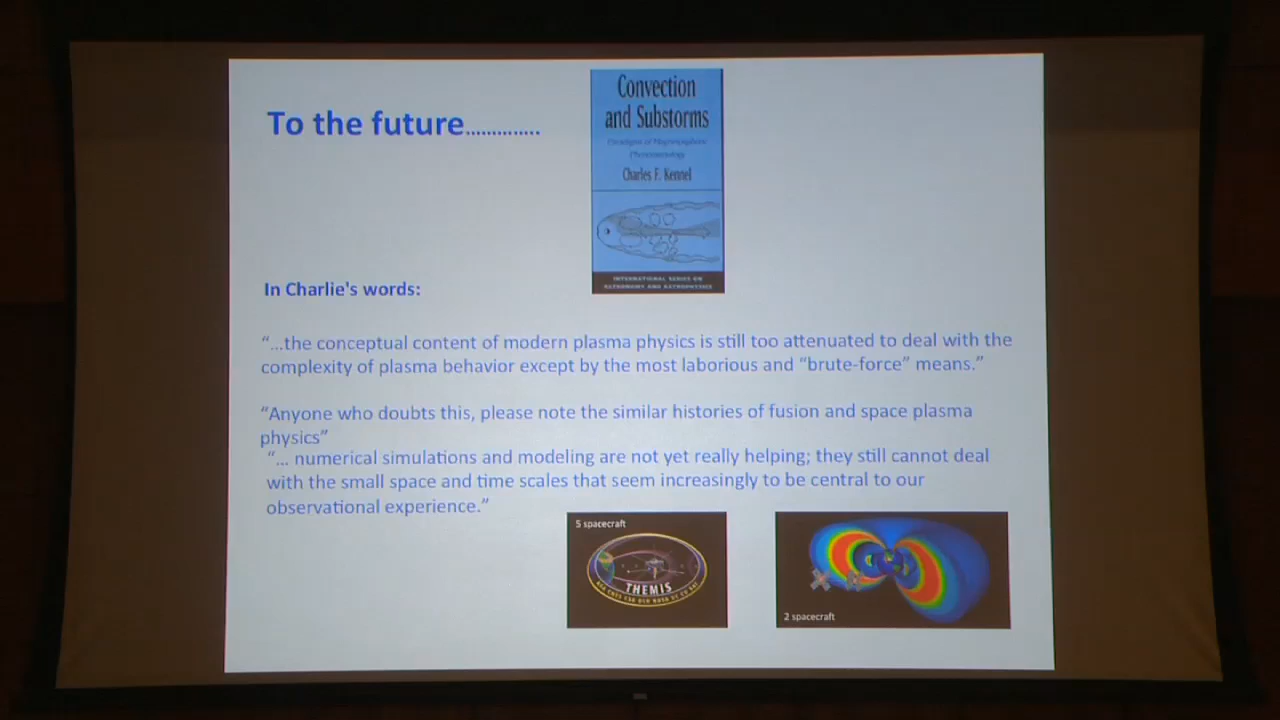 To the future..............
Convection
and Substorms
Paradigms of Magnetospheric
Phenomenology
Charles F. Kennel
INTERNATIONAL SERIES ON
ASTRONOMY AND ASTROPHYSICS
In Charlie's words:
“...the conceptual content of modern plasma physics is still too attenuated to deal with the
complexity of plasma behavior except by the most laborious and “brute-force” means.”
“Anyone who doubts this, please note the similar histories of fusion and space plasma
physics”
“... numerical simulations and modeling are not yet really helping; they still cannot deal
with the small space and time scales that seem increasingly to be central to our
observational experience.”
5 spacecraft
THEMIS
2 spacecraft